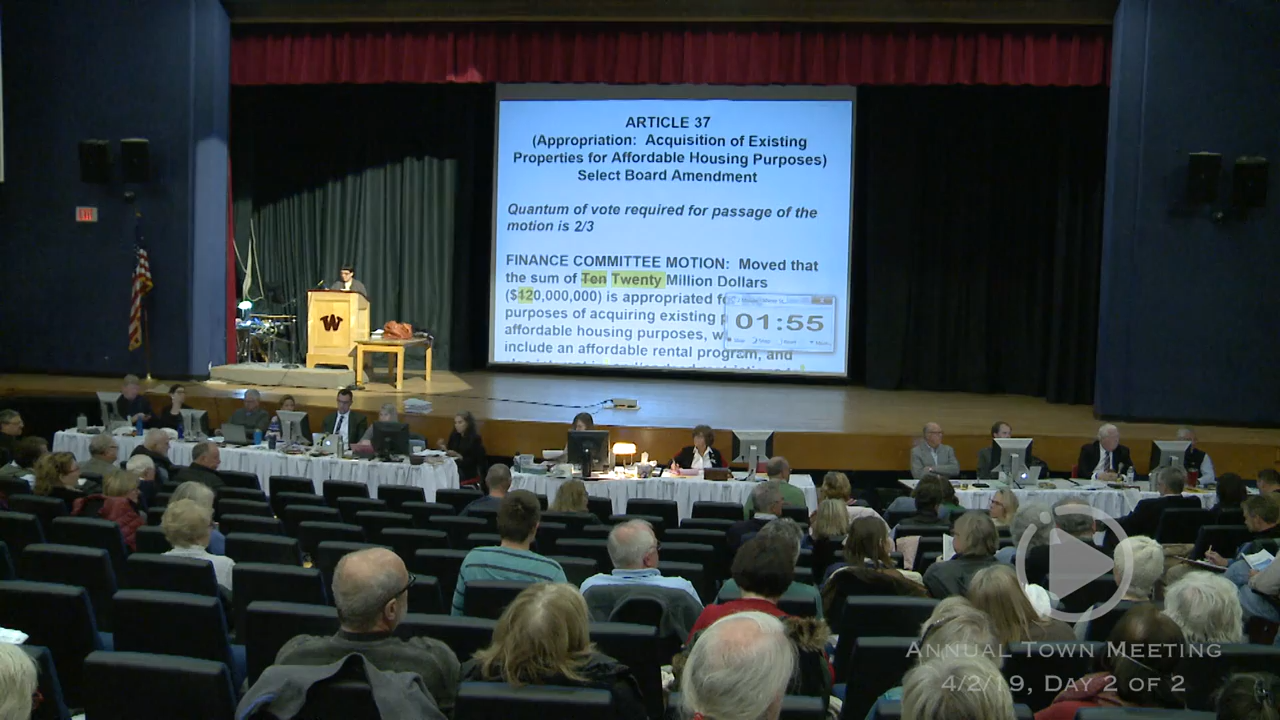 ARTICLE 37
(Appropriation: Acquisition of Existing
Properties for Affordable Housing Purposes)
Select Board Amendment
Quantum of vote required for passage of the
motion is 2/3
FINANCE COMMITTEE MOTION: Moved that
the sum of Ten Twenty Million Dollars
($120,000,000) is appropriated
purposes of acquiring existing
01:55
affordable housing purposes,
include an affordable rental program, and
EXIT
W
ANNUAL TOWN MEETING
4/2/19, DAY 2 OF 2